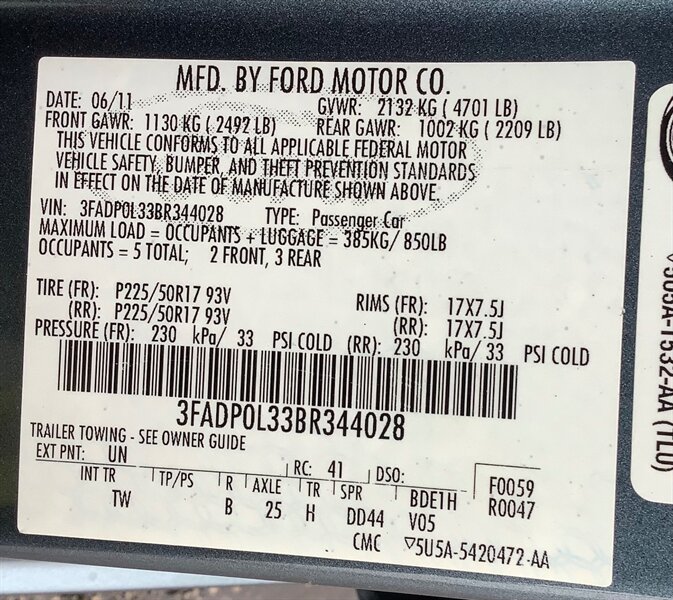 MFD. BY FORD MOTOR CO.
DATE: 06/11 GVWR: 2132 KG ( 4701 LB)
FRONT GAWR: 1130 KG ( 2492 LB) REAR GAWR: 1002 KG ( 2209 LB)
THIS VEHICLE CONFORMS TO ALL APPLICABLE FEDERAL MOTOR
VEHICLE SAFETY, BUMPER, AND THEFT PREVENTION STANDARDS
IN EFFECT ON THE DATE OF MANUFACTURE SHOWN ABOVE.
VIN: 3FADP0L33BR344028 TYPE: Passenger Car
MAXIMUM LOAD = OCCUPANTS + LUGGAGE = 385KG/ 850LB
OCCUPANTS = 5 TOTAL; 2 FRONT, 3 REAR
TIRE (FR): P225/50R17 93V RIMS (FR): 17X7.5J
(RR): P225/50R17 93V (RR): 17X7.5J
PRESSURE (FR): 230 kPa/ 33 PSI COLD (RR): 230 kPa/ 33 PSI COLD
3FADP0L33BR344028
TRAILER TOWING - SEE OWNER GUIDE
EXT PNT: UN RC: 41 DSO: F0059
INT TR TP/PS R AXLE TR SPR BDE1H R0047
TW B 25 H DD44 V05
CMC ▽5U5A-5420472-AA
1532-AA (TL0)